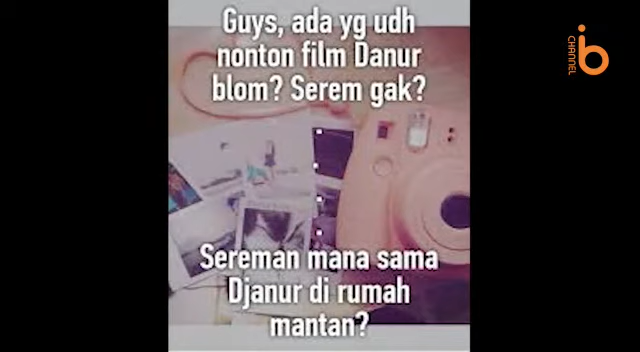 Guys, ada yg udh
nonton film Danur
blom? Serem gak?
Sereman mana sama
Djanur di rumah
mantan?
CHANNEL
ib